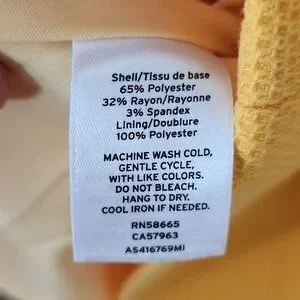 Shell/Tissu de base
65% Polyester
32% Rayon/Rayonne
3% Spandex
Lining/Doublure
100% Polyester
MACHINE WASH COLD,
GENTLE CYCLE,
WITH LIKE COLORS.
DO NOT BLEACH.
HANG TO DRY.
COOL IRON IF NEEDED.
RN58665
CA57963
AS416769MI